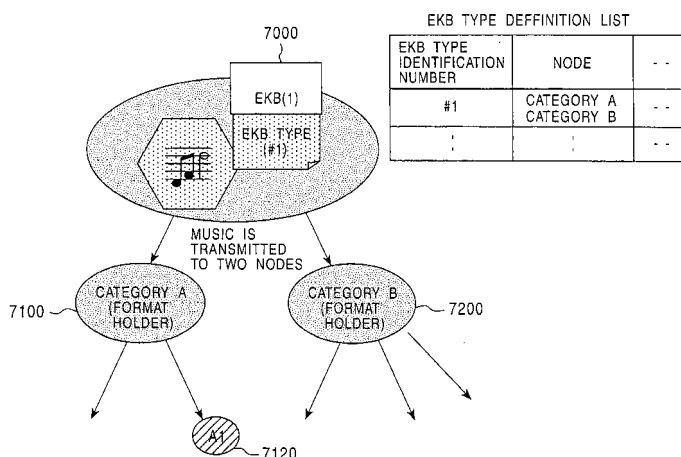 EKB TYPE DEFFINITION LIST
EKB TYPE
IDENTIFICATION
NUMBER
NODE
--
#1
CATEGORY A
CATEGORY B
--
--
7000
EKB(1)
EKB TYPE
(#1)
MUSIC IS
TRANSMITTED
TO TWO NODES
7100
CATEGORY A
(FORMAT
HOLDER)
CATEGORY B
(FORMAT
HOLDER)
7200
A1
7120